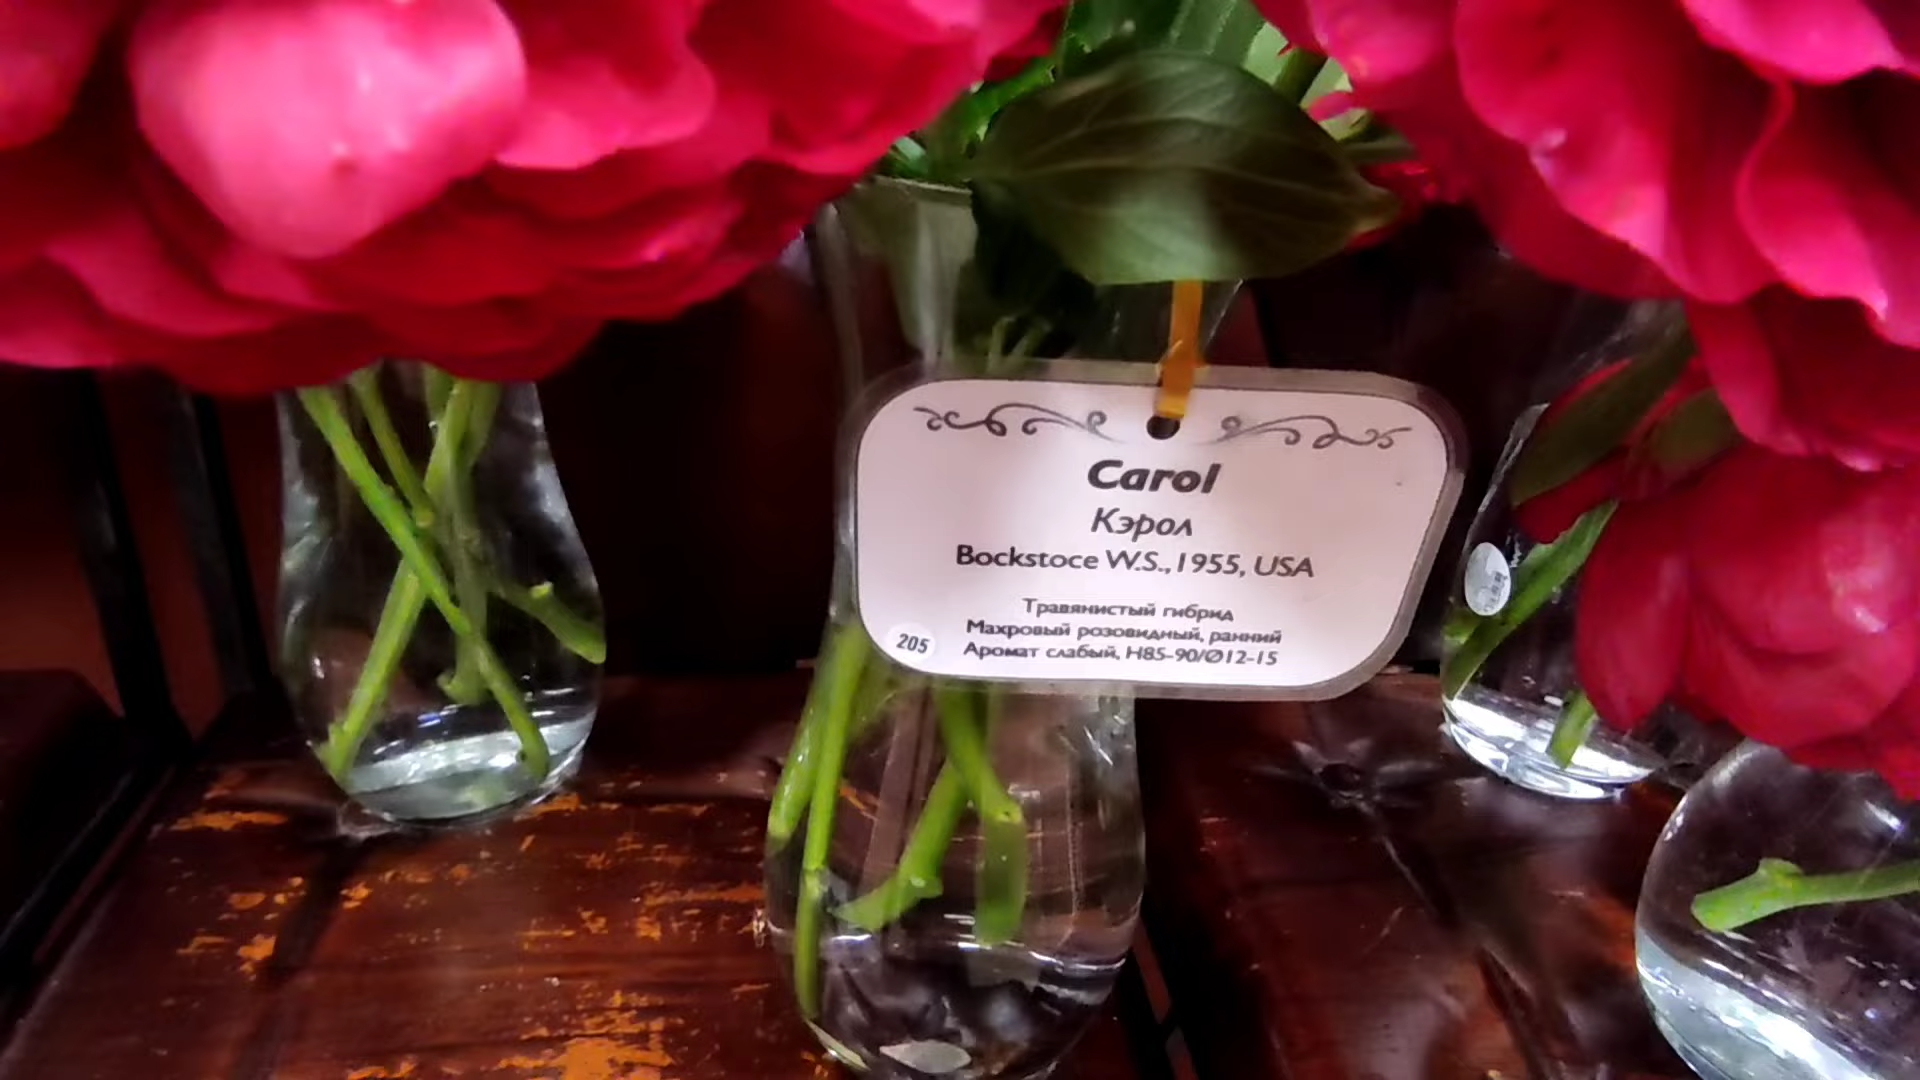 Carol
Кэрол
Bockstoce W.S., 1955, USA
Травянистый гибрид
Махровый розовидный, ранний
Аромат слабый, H85-90/Ø12-15
205